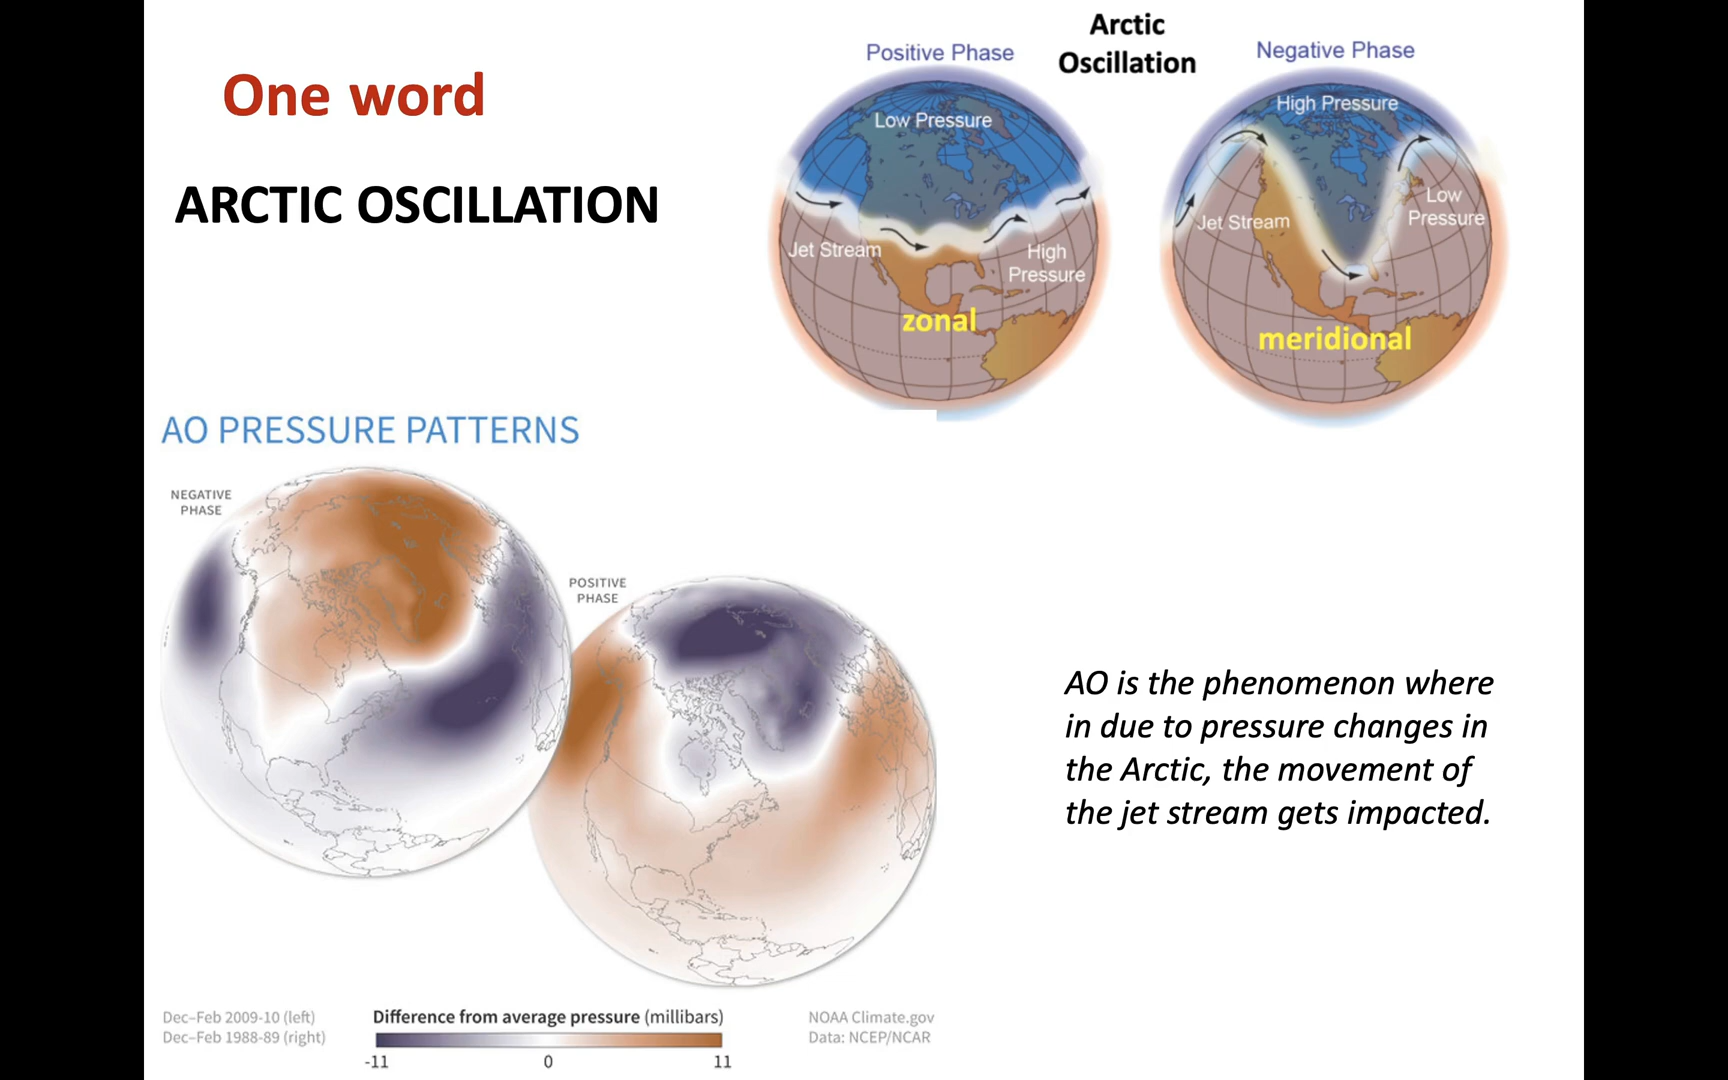 One word
ARCTIC OSCILLATION
Arctic
Oscillation
Positive Phase
Low Pressure
Jet Stream
High
Pressure
zonal
Negative Phase
High Pressure
Jet Stream
Low
Pressure
meridional
AO PRESSURE PATTERNS
NEGATIVE
PHASE
POSITIVE
PHASE
AO is the phenomenon where
in due to pressure changes in
the Arctic, the movement of
the jet stream gets impacted.
Dec–Feb 2009-10 (left)
Dec–Feb 1988-89 (right)
Difference from average pressure (millibars)
-11 0 11
NOAA Climate.gov
Data: NCEP/NCAR